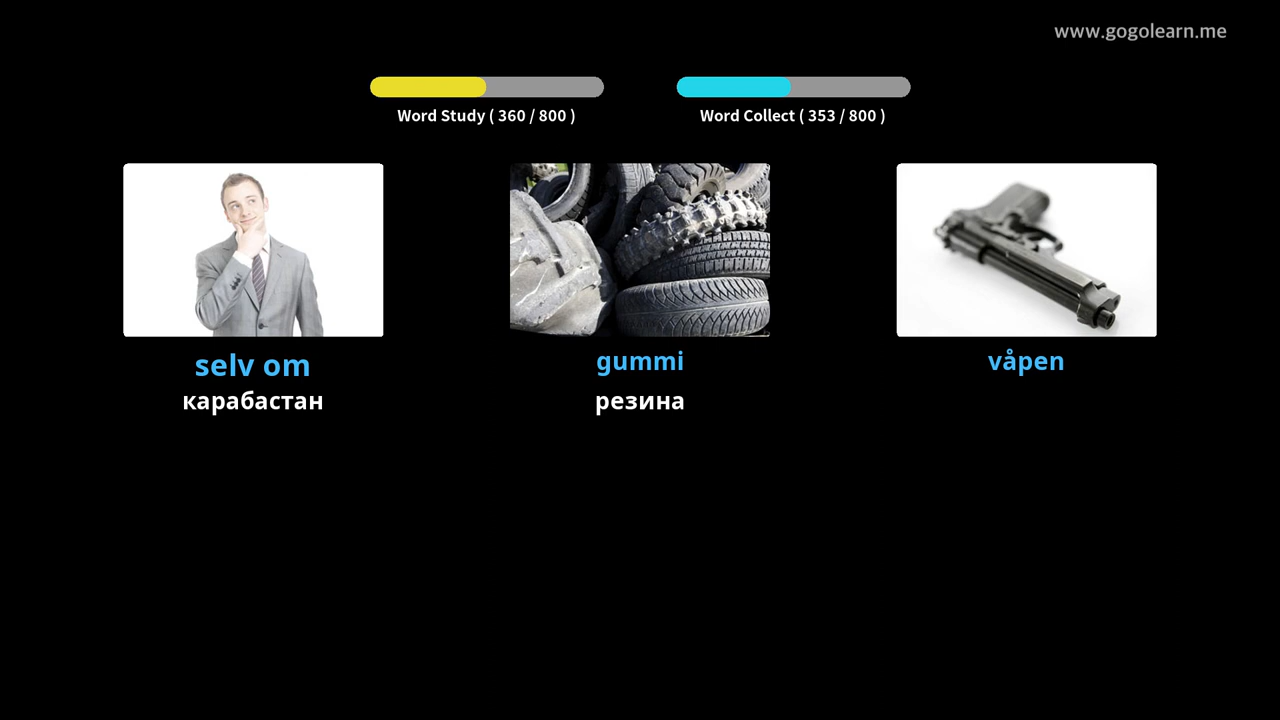 www.gogolearn.me
Word Study ( 360 / 800 )
Word Collect ( 353 / 800 )
selv om
карабастан
gummi
резина
våpen